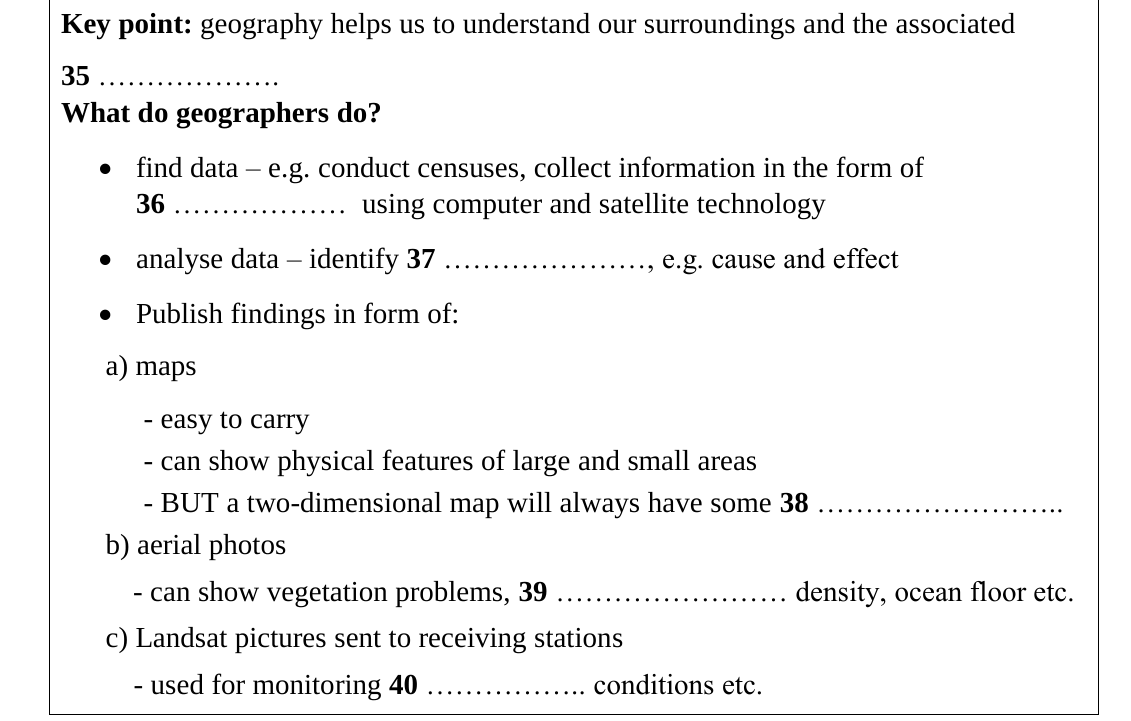 Key point: geography helps us to understand our surroundings and the associated
35 ……………….
What do geographers do?
• find data – e.g. conduct censuses, collect information in the form of
36 ……………… using computer and satellite technology
• analyse data – identify 37 …………………, e.g. cause and effect
• Publish findings in form of:
a) maps
- easy to carry
- can show physical features of large and small areas
- BUT a two-dimensional map will always have some 38 ……………………..
b) aerial photos
- can show vegetation problems, 39 …………………… density, ocean floor etc.
c) Landsat pictures sent to receiving stations
- used for monitoring 40 …………….. conditions etc.